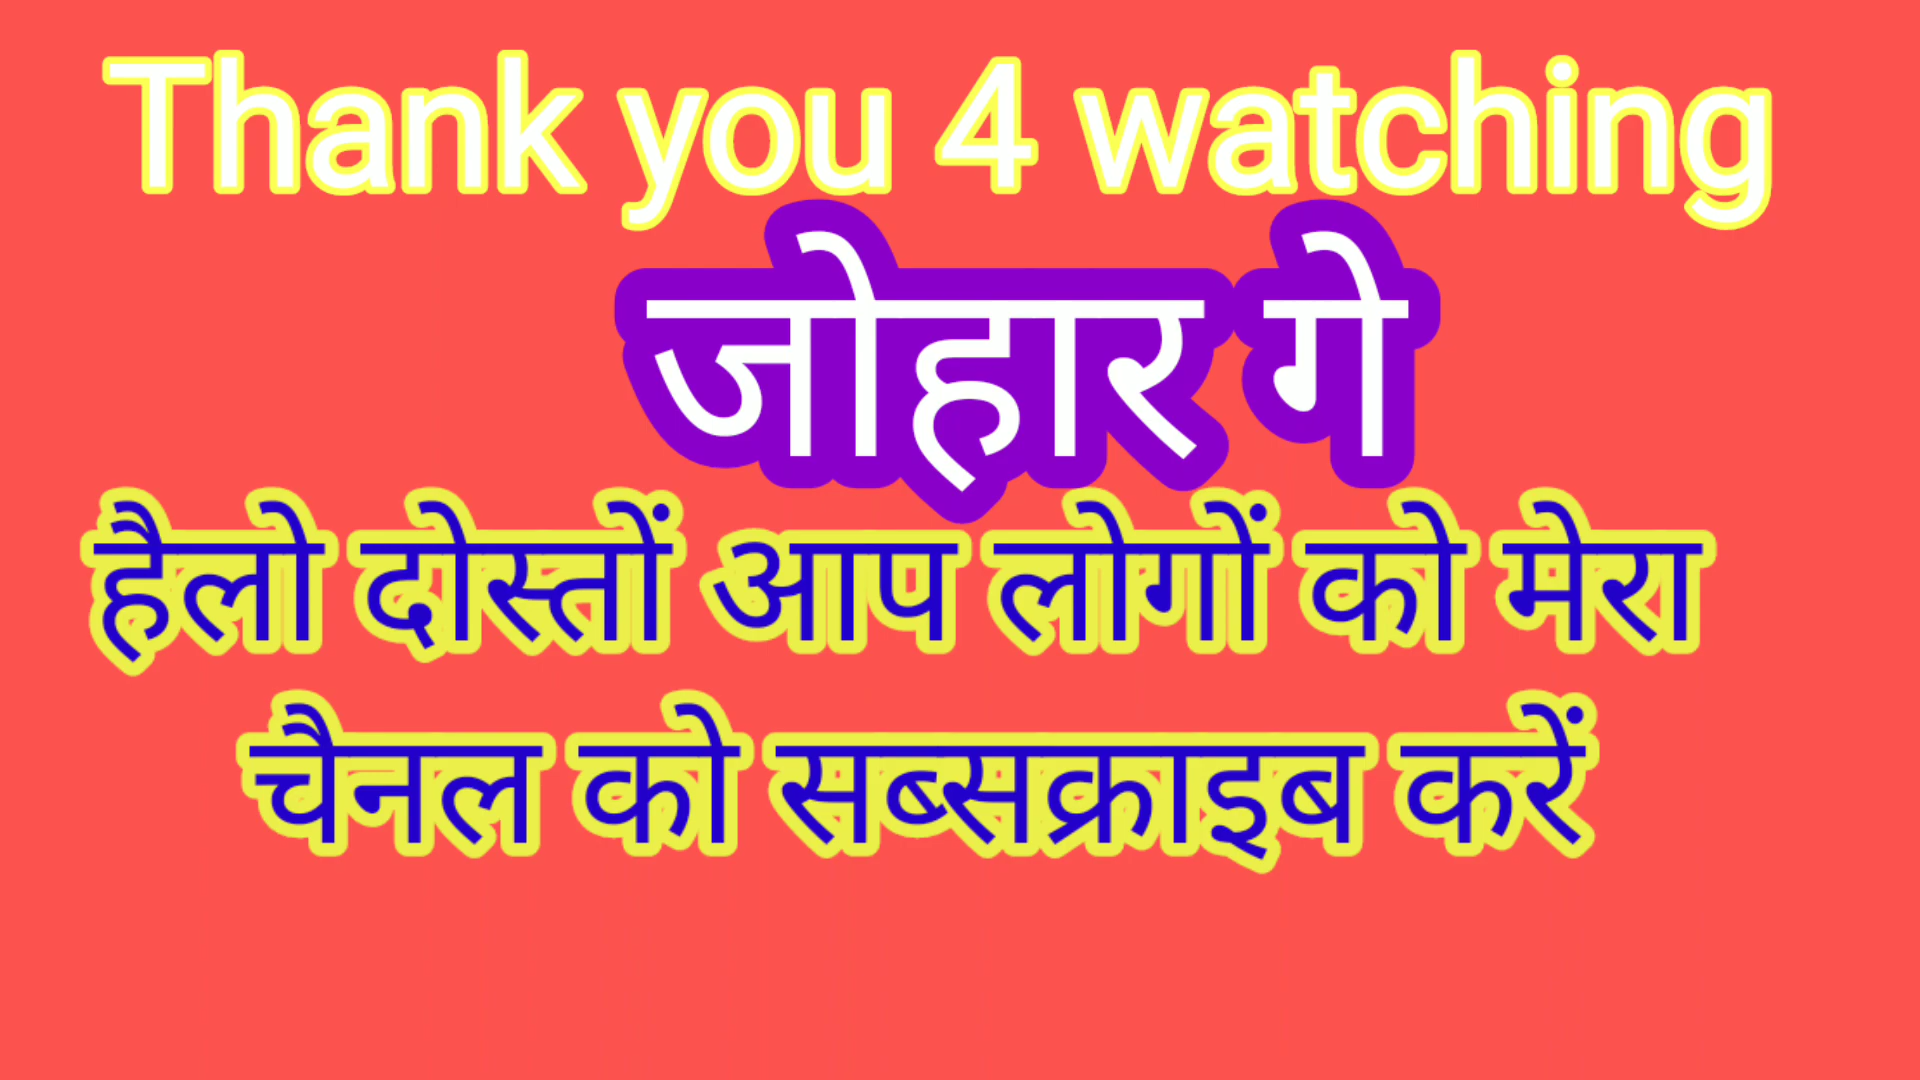 Thank you 4 watching
जोहार गे
हैलो दोस्तों आप लोगों को मेरा
चैनल को सब्सक्राइब करें